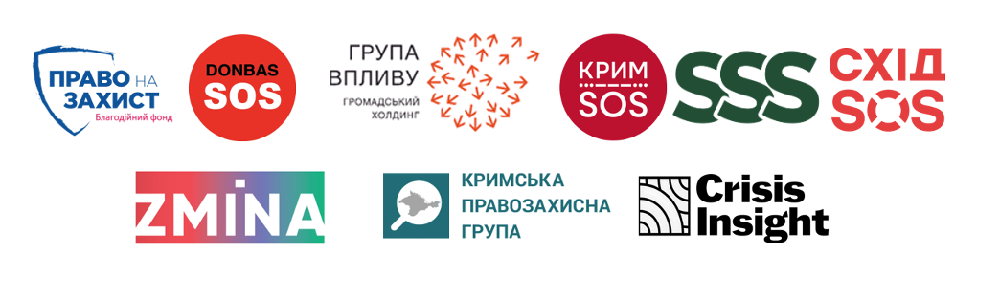 ПРАВО НА
ЗАХИСТ
Благодійний фонд
DONBAS
SOS
ГРУПА
ВПЛИВУ
ГРОМАДСЬКИЙ
ХОЛДИНГ
КРИМ
SOS
SSS
СХІД
SOS
ZMINA
КРИМСЬКА
ПРАВОЗАХИСНА
ГРУПА
Crisis
Insight